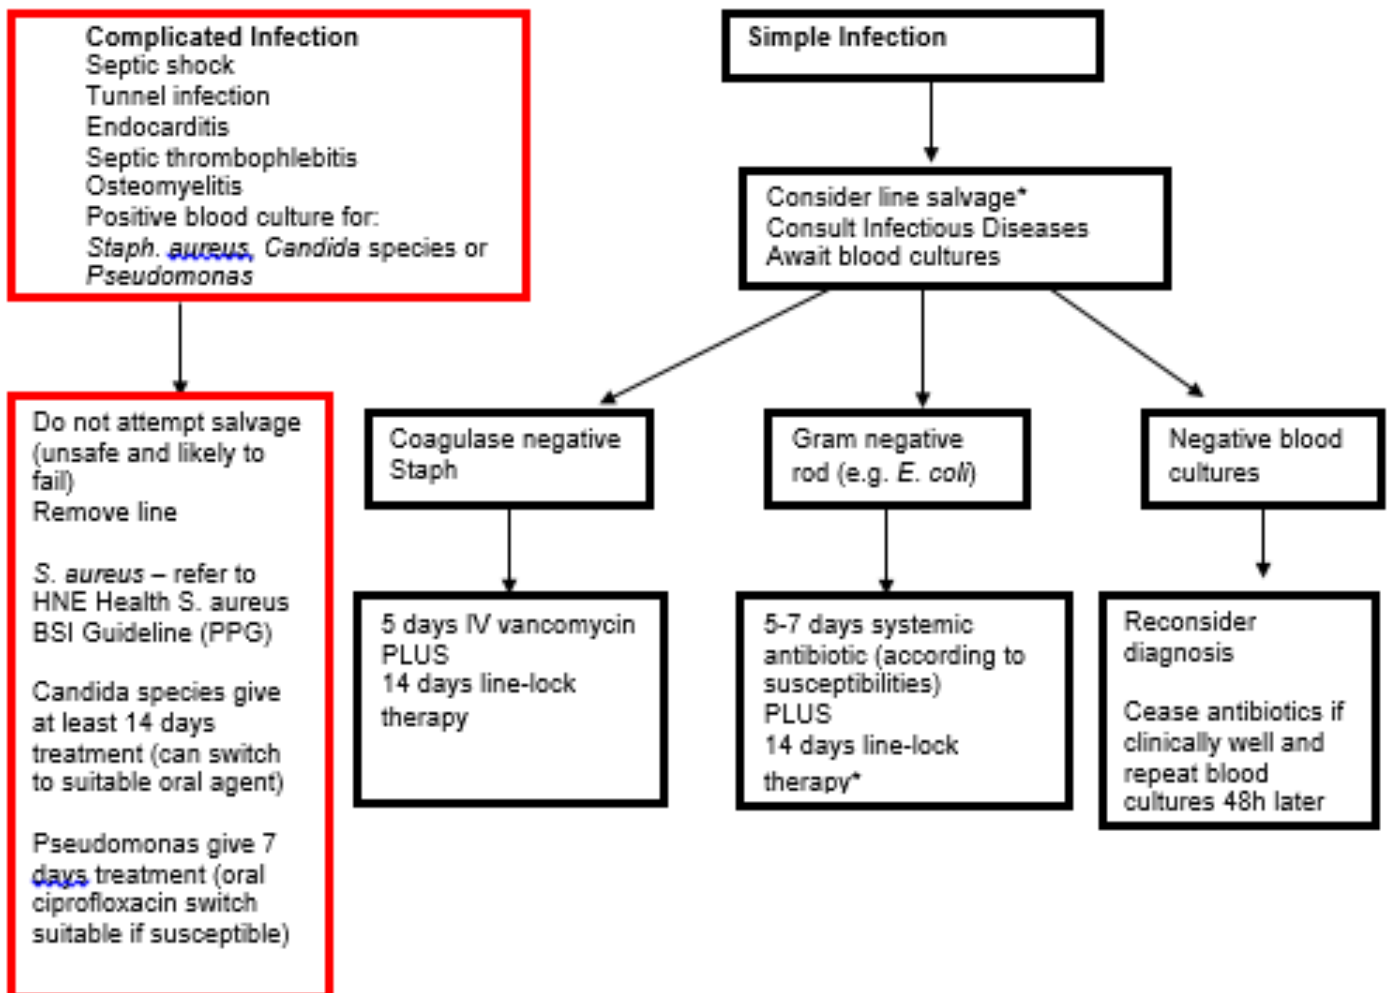 Complicated Infection
Septic shock
Tunnel infection
Endocarditis
Septic thrombophlebitis
Osteomyelitis
Positive blood culture for:
Staph. aureus, Candida species or
Pseudomonas
Simple Infection
Consider line salvage*
Consult Infectious Diseases
Await blood cultures
Do not attempt salvage
(unsafe and likely to
fail)
Remove line
S. aureus – refer to
HNE Health S. aureus
BSI Guideline (PPG)
Candida species give
at least 14 days
treatment (can switch
to suitable oral agent)
Pseudomonas give 7
days treatment (oral
ciprofloxacin switch
suitable if susceptible)
Coagulase negative
Staph
5 days IV vancomycin
PLUS
14 days line-lock
therapy
Gram negative
rod (e.g. E. coli)
5-7 days systemic
antibiotic (according to
susceptibilities)
PLUS
14 days line-lock
therapy*
Negative blood
cultures
Reconsider
diagnosis
Cease antibiotics if
clinically well and
repeat blood
cultures 48h later